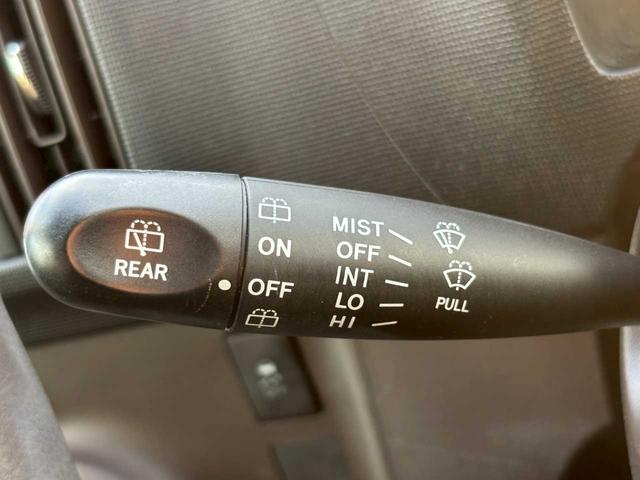 REAR
ON
OFF
MIST
OFF
INT
LO
HI
PULL